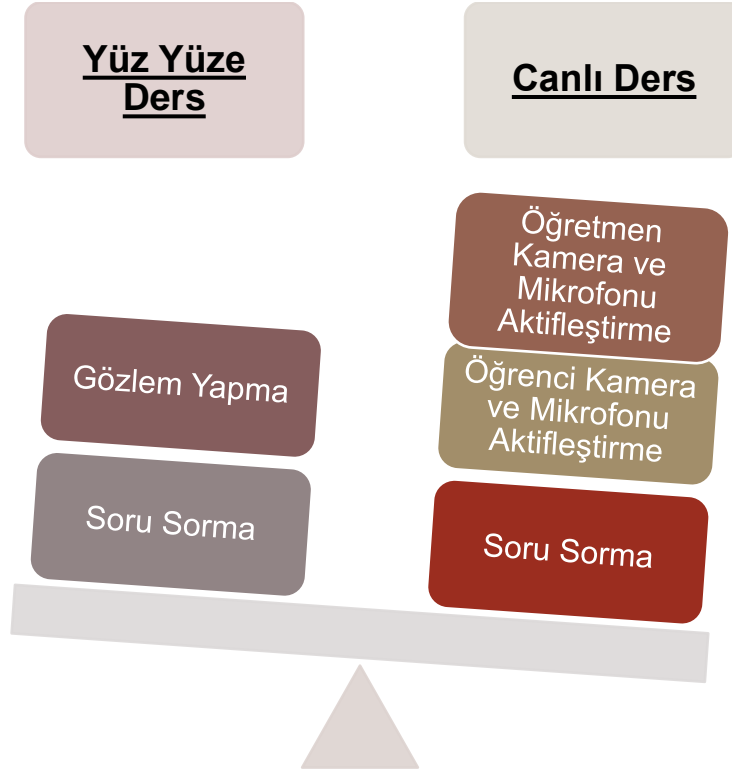 Yüz Yüze
Ders
Canlı Ders
Öğretmen
Kamera ve
Mikrofonu
Aktifleştirme
Gözlem Yapma
Öğrenci Kamera
ve Mikrofonu
Aktifleştirme
Soru Sorma
Soru Sorma